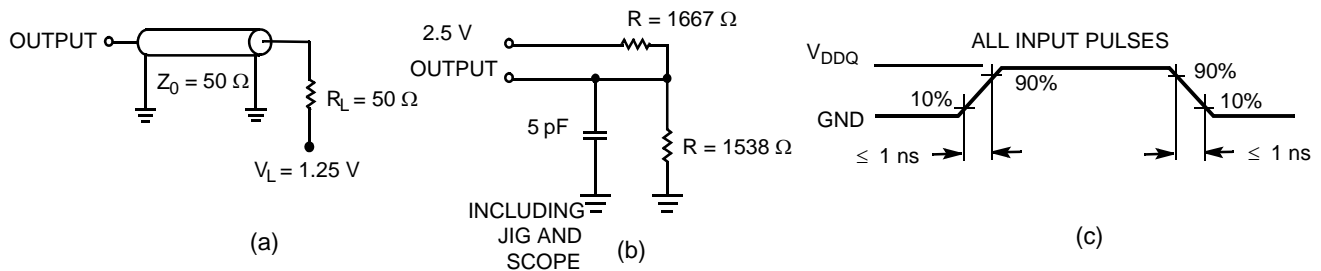 OUTPUT
Z0 = 50 Ω
RL = 50 Ω
VL = 1.25 V
(a)
R = 1667 Ω
2.5 V
OUTPUT
5 pF
R = 1538 Ω
INCLUDING
JIG AND
SCOPE
(b)
ALL INPUT PULSES
VDDQ
GND
10%
90%
90%
10%
≤ 1 ns
≤ 1 ns
(c)